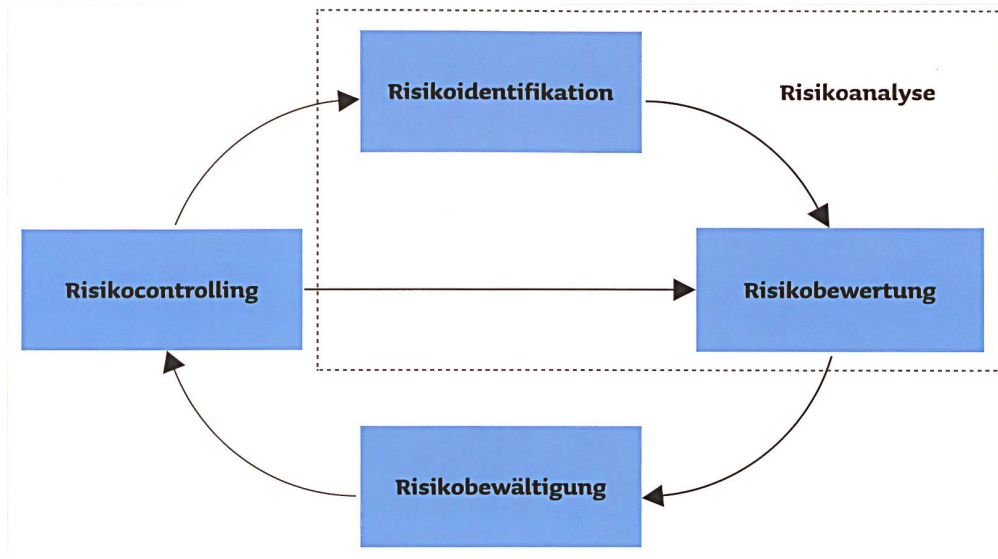 Risikoidentifikation
Risikoanalyse
Risikocontrolling
Risikobewertung
Risikobewältigung